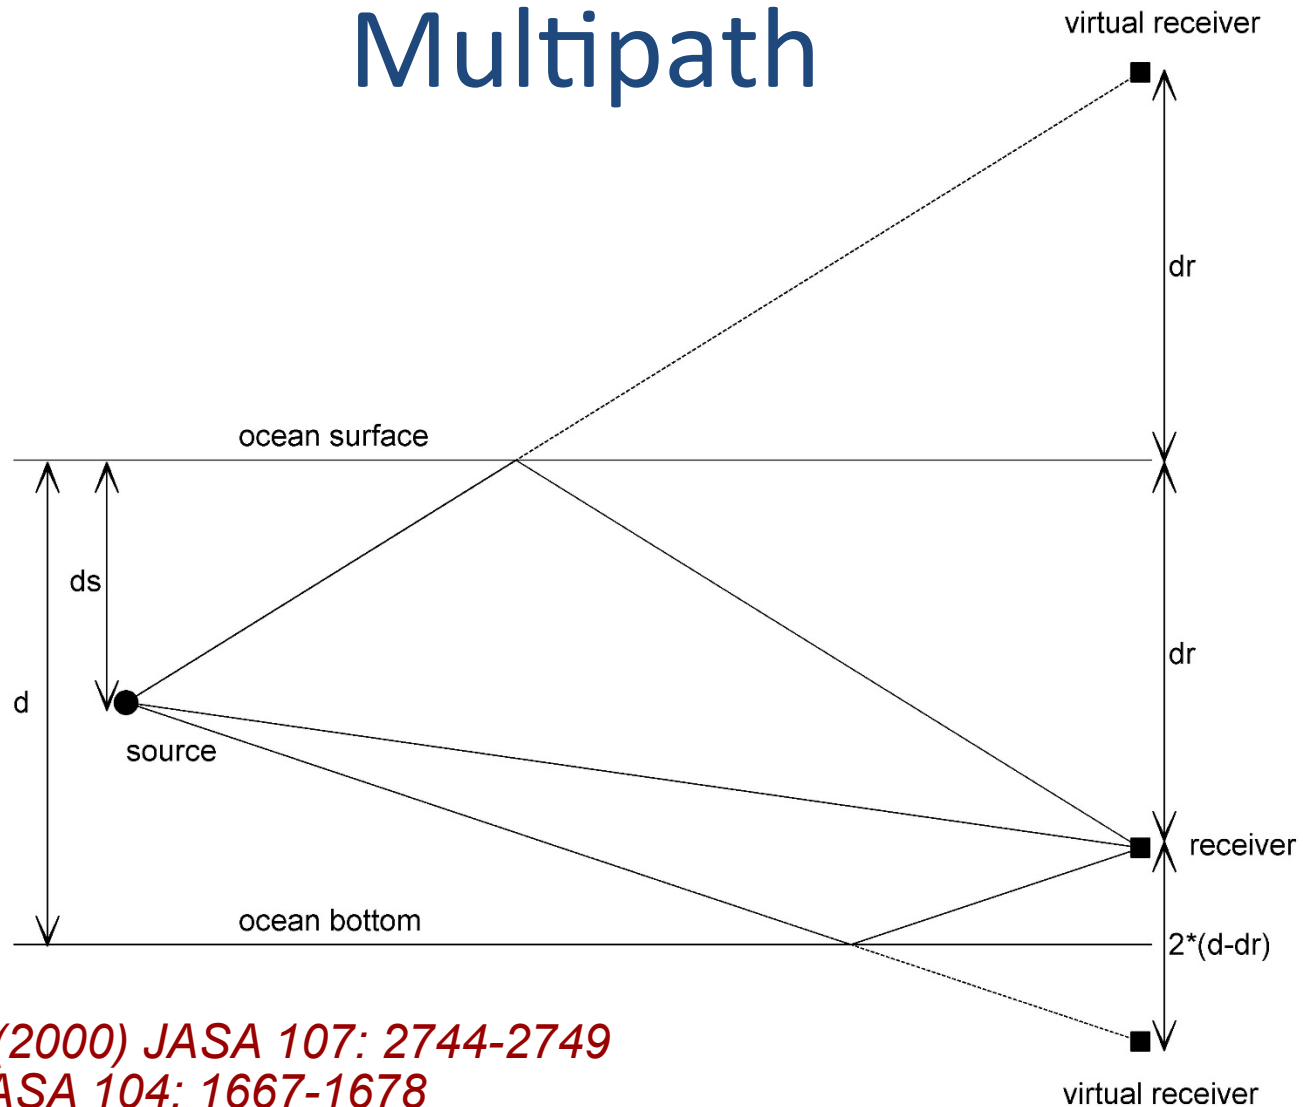 Multipath
virtual receiver
dr
ocean surface
ds
dr
d
source
receiver
ocean bottom
2*(d-dr)
(2000) JASA 107: 2744-2749
ASA 104: 1667-1678
virtual receiver